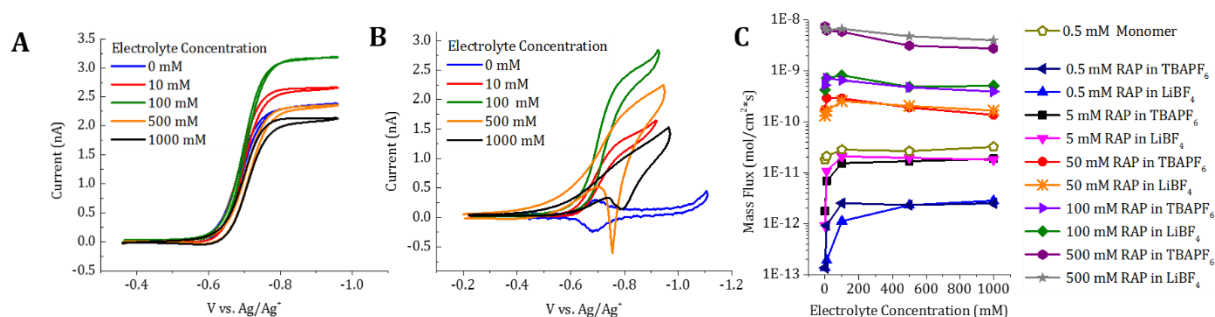 A
Electrolyte Concentration
0 mM
10 mM
100 mM
500 mM
1000 mM
3.5
3.0
2.5
2.0
1.5
1.0
0.5
0.0
-0.5
Current (nA)
-0.4
-0.6
-0.8
-1.0
V vs. Ag/Ag⁺
B
Electrolyte Concentration
0 mM
10 mM
100 mM
500 mM
1000 mM
3.0
2.5
2.0
1.5
1.0
0.5
0.0
-0.5
Current (nA)
-0.2
-0.4
-0.6
-0.8
-1.0
-1.2
V vs. Ag/Ag⁺
C
1E-8
1E-9
1E-10
1E-11
1E-12
1E-13
Mass Flux (mol/cm²*s)
0
200
400
600
800
1000
Electrolyte Concentration (mM)
0.5 mM Monomer
0.5 mM RAP in TBAPF₆
0.5 mM RAP in LiBF₄
5 mM RAP in TBAPF₆
5 mM RAP in LiBF₄
50 mM RAP in TBAPF₆
50 mM RAP in LiBF₄
100 mM RAP in TBAPF₆
100 mM RAP in LiBF₄
500 mM RAP in TBAPF₆
500 mM RAP in LiBF₄